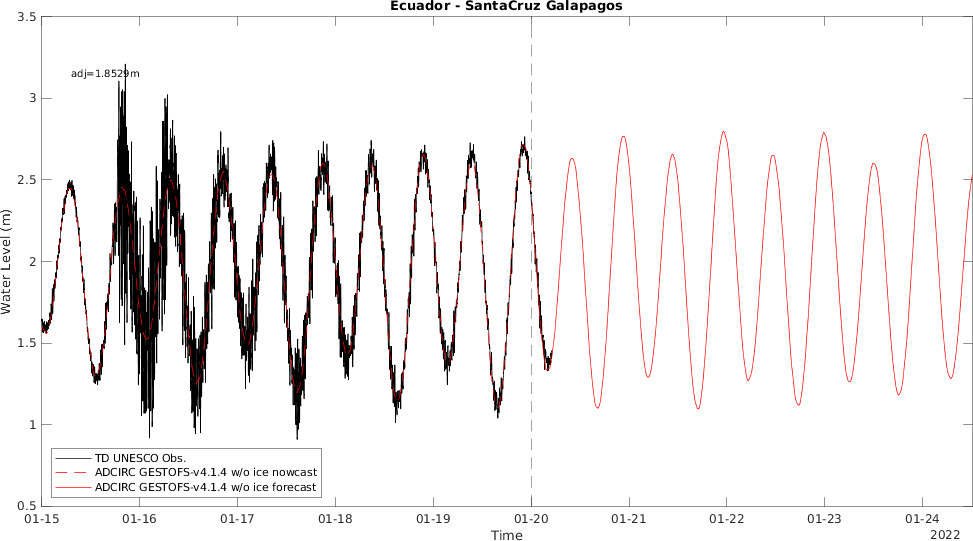 Ecuador - SantaCruz Galapagos
3.5
adj=1.8529m
3
2.5
2
1.5
1
0.5
Water Level (m)
TD UNESCO Obs.
ADCIRC GESTOFS-v4.1.4 w/o ice nowcast
ADCIRC GESTOFS-v4.1.4 w/o ice forecast
01-15 01-16 01-17 01-18 01-19 01-20 01-21 01-22 01-23 01-24
Time
2022